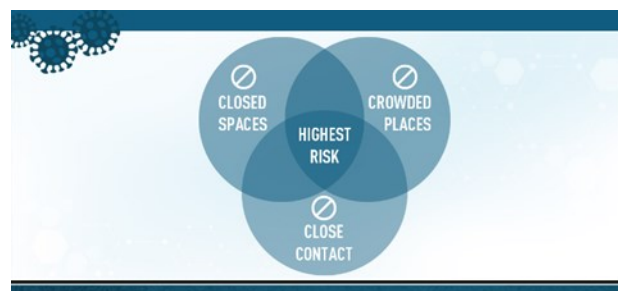 CLOSED
SPACES
CROWDED
PLACES
HIGHEST
RISK
CLOSE
CONTACT